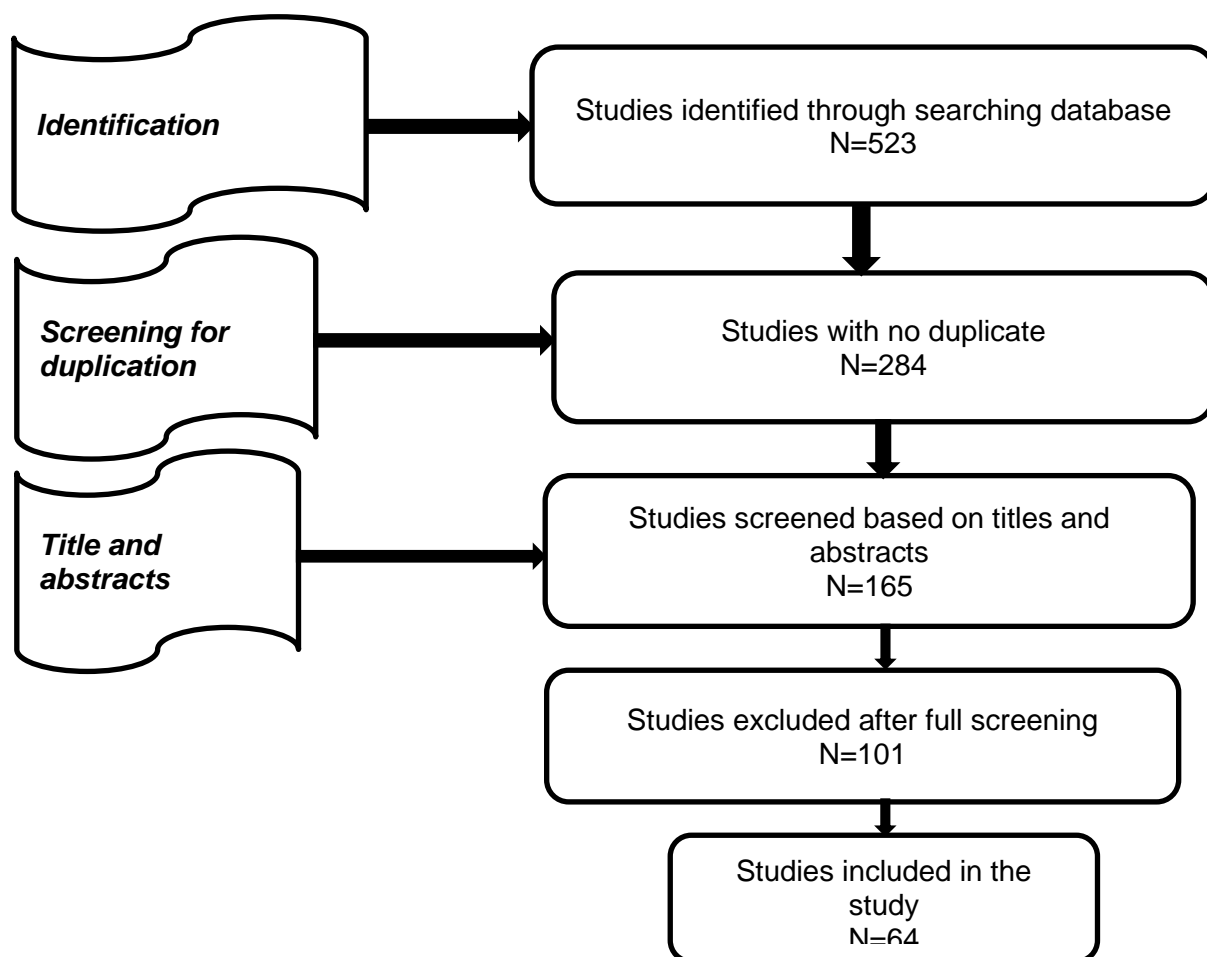 Identification
Studies identified through searching database
N=523
Screening for
duplication
Studies with no duplicate
N=284
Title and
abstracts
Studies screened based on titles and
abstracts
N=165
Studies excluded after full screening
N=101
Studies included in the
study
N=64